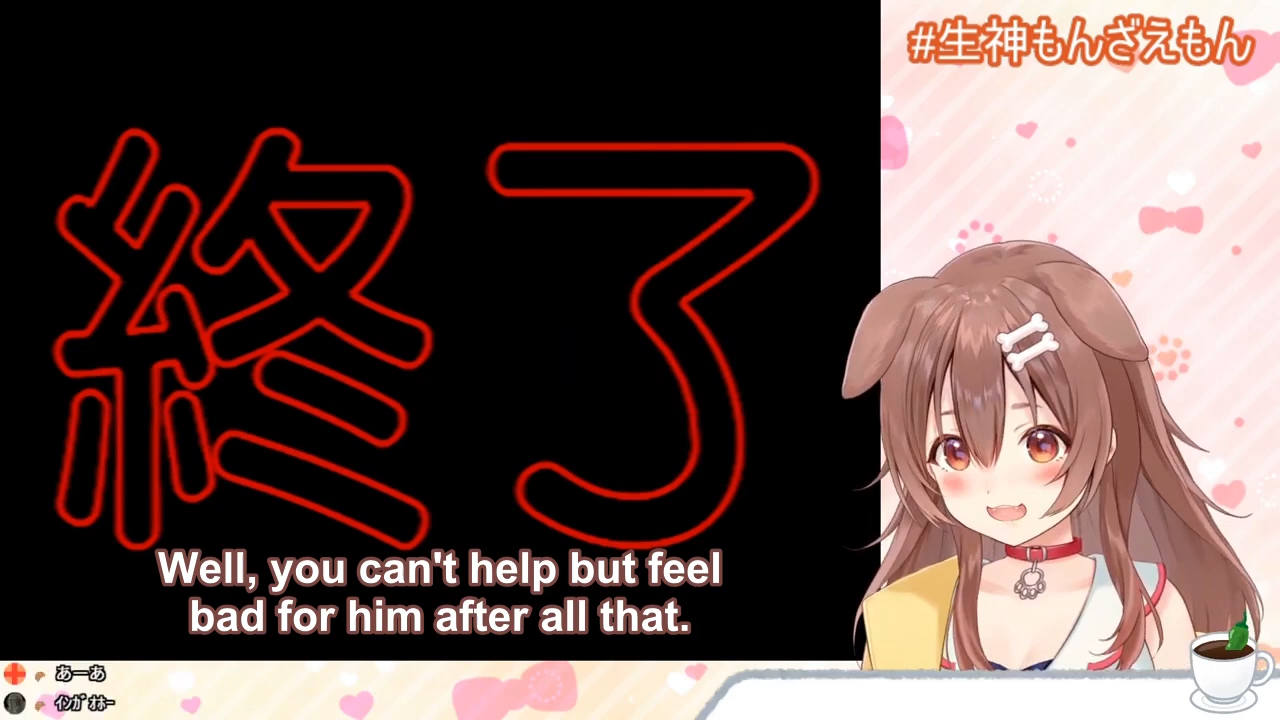 #生神もんざえもん
終了
Well, you can't help but feel
bad for him after all that.
あーあ
ｲﾝｶﾞｵﾎｰ